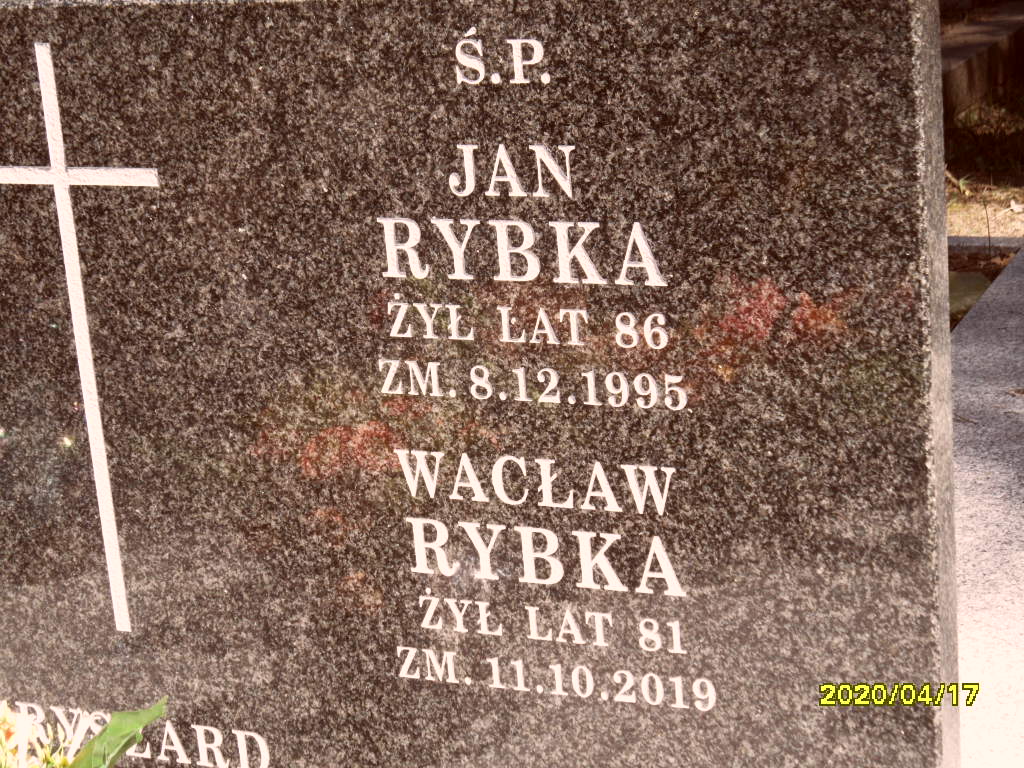 Ś.P.
JAN
RYBKA
ŻYŁ LAT 86
ZM. 8.12.1995
WACŁAW
RYBKA
ŻYŁ LAT 81
ZM. 11.10.2019
2020/04/17